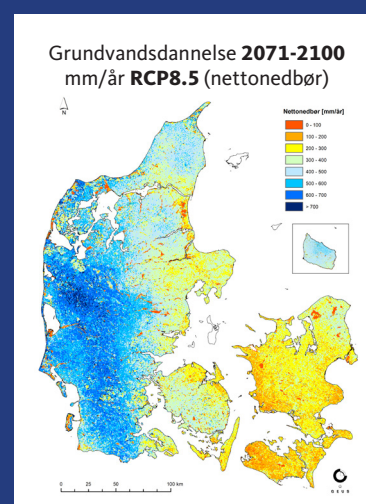 Grundvandsdannelse 2071-2100
mm/år RCP8.5 (nettonedbør)
N
Nettonedbør [mm/år]
0 - 100
100 - 200
200 - 300
300 - 400
400 - 500
500 - 600
600 - 700
> 700
0 25 50 100 km
G E U S